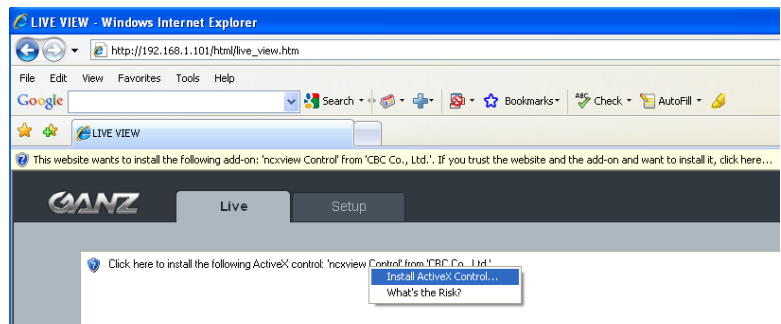 LIVE VIEW - Windows Internet Explorer
http://192.168.1.101/html/live_view.htm
File Edit View Favorites Tools Help
Google Search Bookmarks ABC Check AutoFill
LIVE VIEW
This website wants to install the following add-on: 'ncxview Control' from 'CBC Co., Ltd.'. If you trust the website and the add-on and want to install it, click here...
GANZ Live Setup
Click here to install the following ActiveX control: 'ncxview Control' from 'CBC Co., Ltd.'
Install ActiveX Control...
What's the Risk?